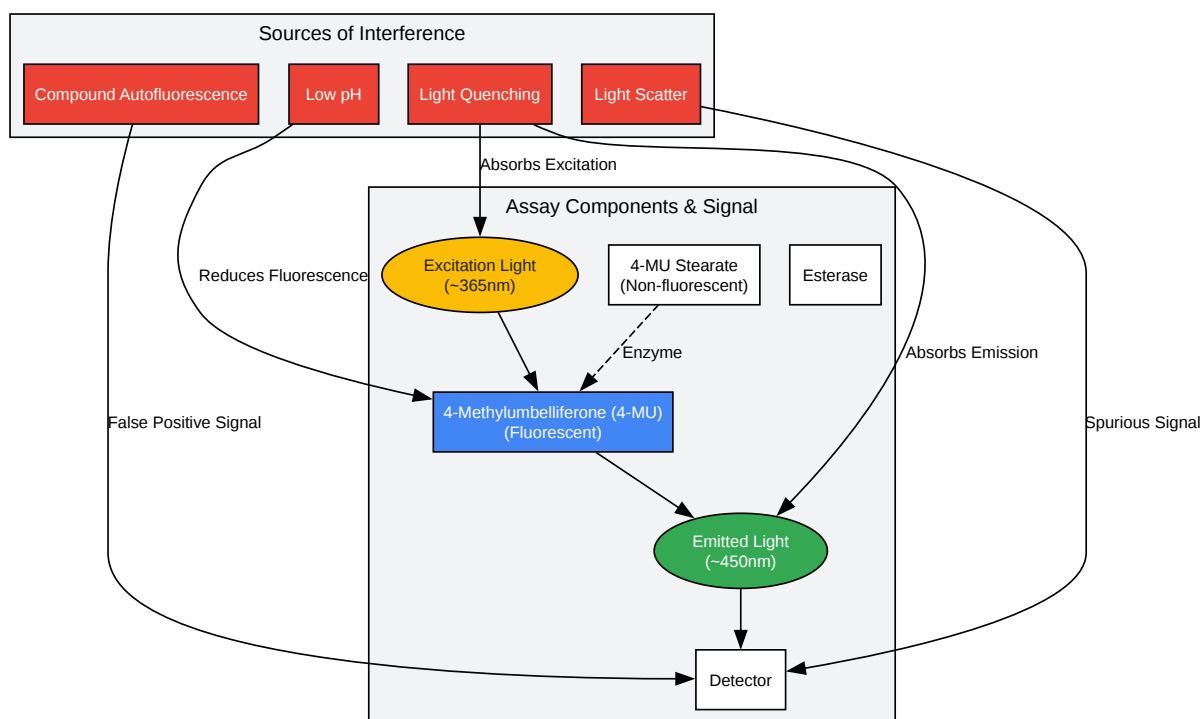 Sources of Interference
Compound Autofluorescence
Low pH
Light Quenching
Light Scatter
Absorbs Excitation
Assay Components & Signal
Excitation Light
(~365nm)
4-MU Stearate
(Non-fluorescent)
Esterase
Reduces Fluorescence
Enzyme
Absorbs Emission
4-Methylumbelliferone (4-MU)
(Fluorescent)
False Positive Signal
Spurious Signal
Emitted Light
(~450nm)
Detector